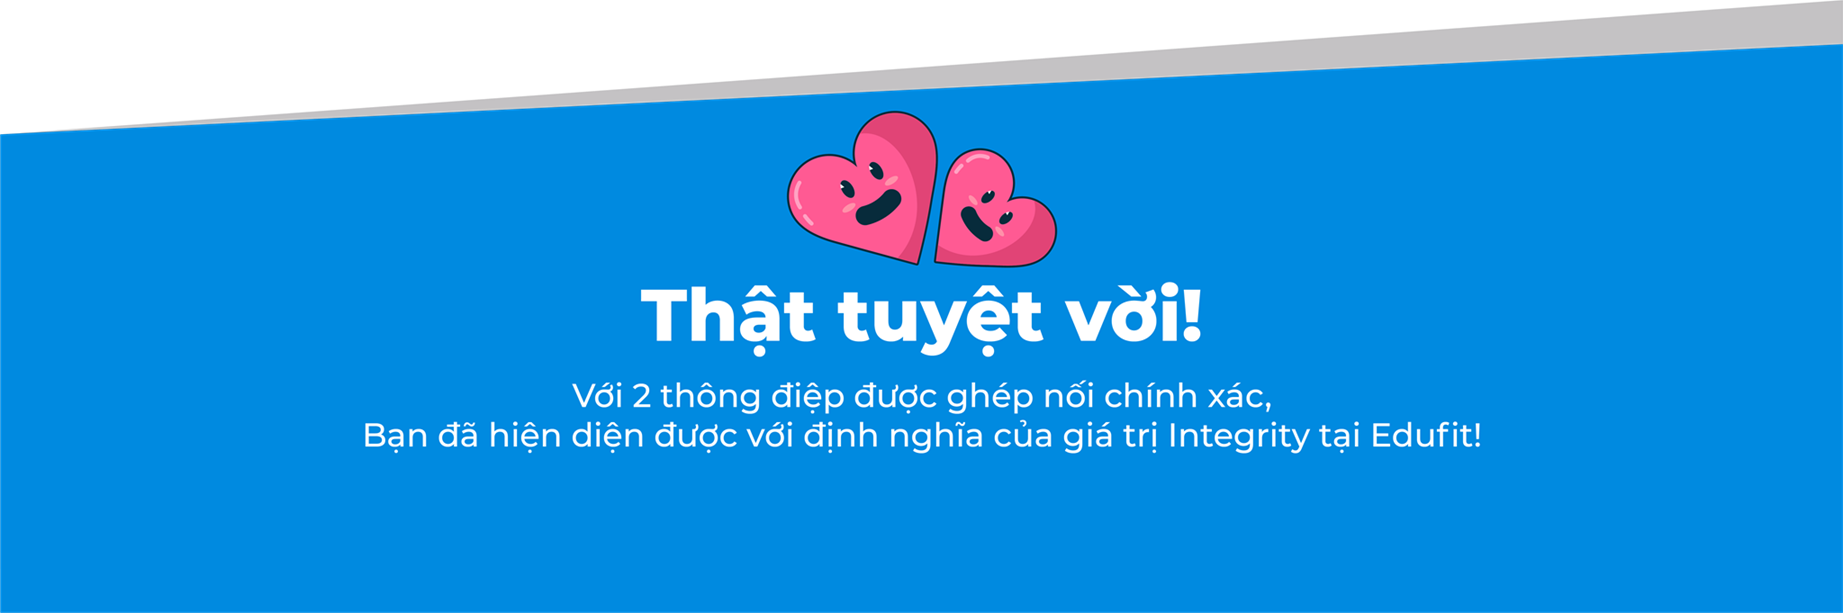 Thật tuyệt vời!
Với 2 thông điệp được ghép nối chính xác,
Bạn đã hiện diện được với định nghĩa của giá trị Integrity tại Edufit!